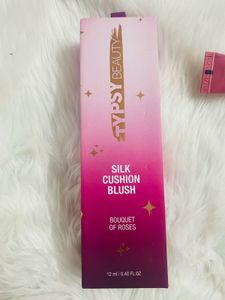 TYPSY BEAUTY
SILK
CUSHION
BLUSH
BOUQUET
OF ROSES
12 ml / 0.40 FL.OZ